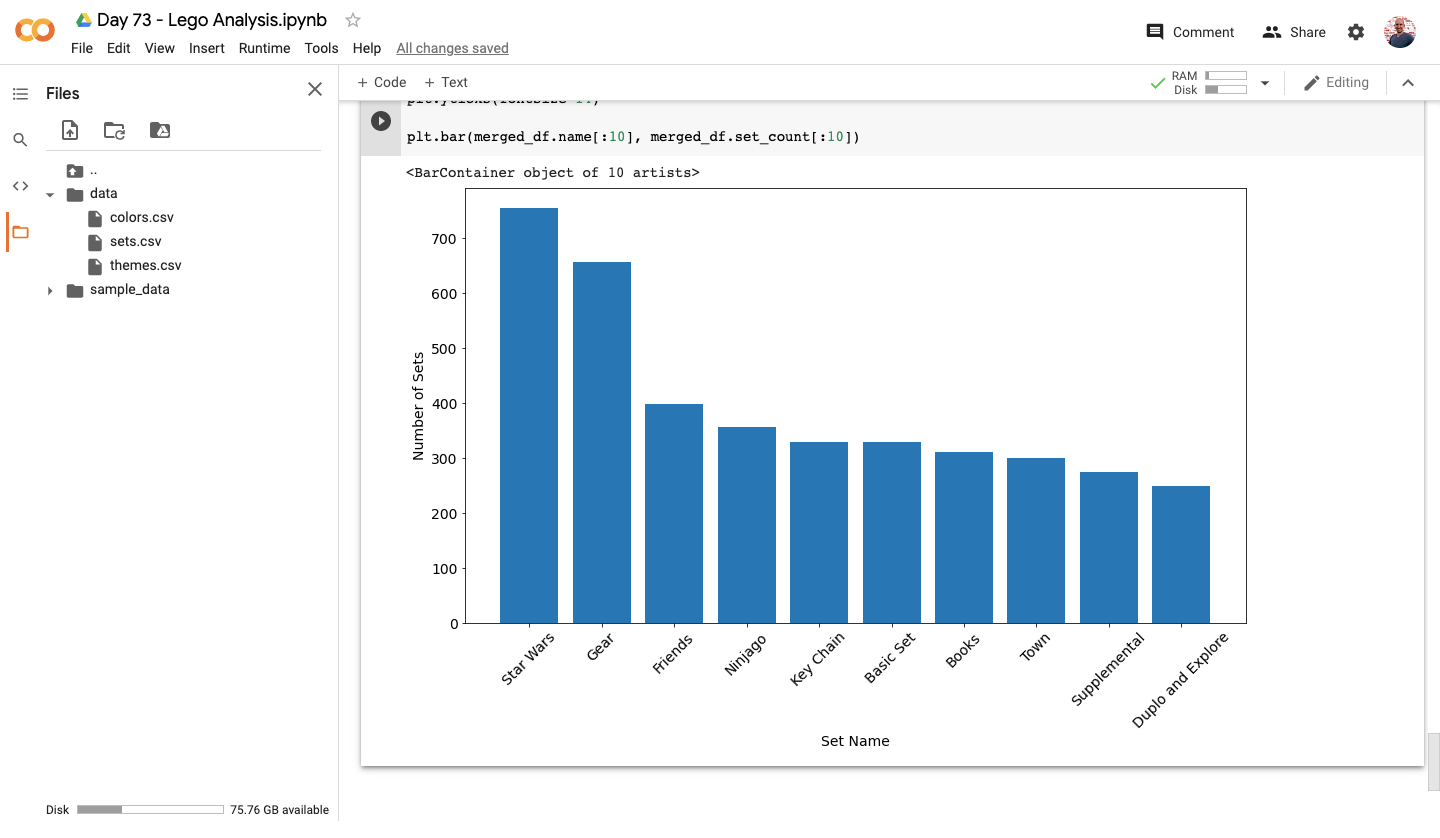 Day 73 - Lego Analysis.ipynb
File Edit View Insert Runtime Tools Help All changes saved
Comment Share
Files
+ Code + Text
RAM
Disk
Editing
..
data
colors.csv
sets.csv
themes.csv
sample_data
Disk 75.76 GB available
plt.bar(merged_df.name[:10], merged_df.set_count[:10])
<BarContainer object of 10 artists>
Number of Sets
700
600
500
400
300
200
100
0
Star Wars Gear Friends Ninjago Key Chain Basic Set Books Town Supplemental Duplo and Explore
Set Name